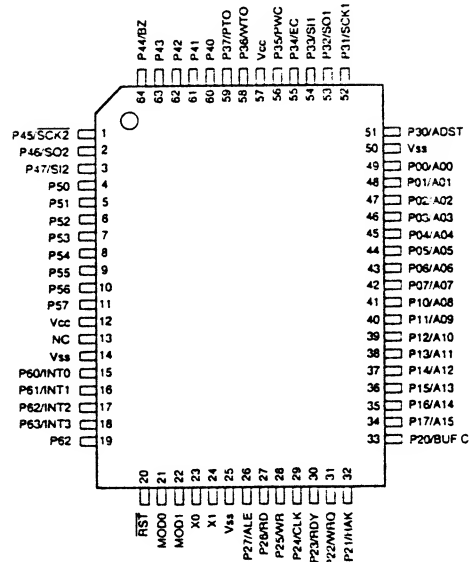 P44/BZ
P43
P42
P41
P40
P37/PTO
P36/WTO
Vcc
P35/PWC
P34/EC
P33/SI1
P32/SO1
P31/SCK1
64 63 62 61 60 59 58 57 56 55 54 53 52
P45/SCK2 1
P46/SO2 2
P47/SI2 3
P50 4
P51 5
P52 6
P53 7
P54 8
P55 9
P56 10
P57 11
Vcc 12
NC 13
Vss 14
P60/INT0 15
P61/INT1 16
P62/INT2 17
P63/INT3 18
P62 19
51 P30/ADST
50 Vss
49 P00/A00
48 P01/A01
47 P02/A02
46 P03/A03
45 P04/A04
44 P05/A05
43 P06/A06
42 P07/A07
41 P10/A08
40 P11/A09
39 P12/A10
38 P13/A11
37 P14/A12
36 P15/A13
35 P16/A14
34 P17/A15
33 P20/BUF C
20 21 22 23 24 25 26 27 28 29 30 31 32
RST
MOD0
MOD1
X0
X1
Vss
P27/ALE
P26/RD
P25/WR
P24/CLK
P23/RDY
P22/WRQ
P21/HAK